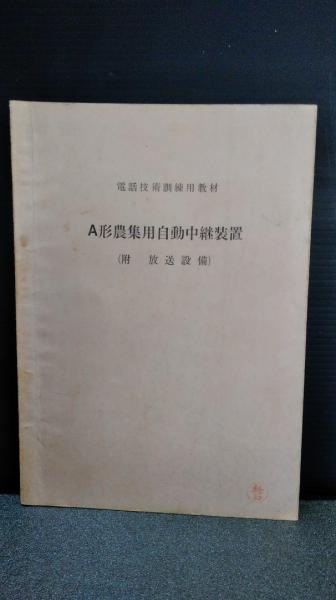 電話技術訓練用教材
A形農集用自動中継装置
(附 放送設備)